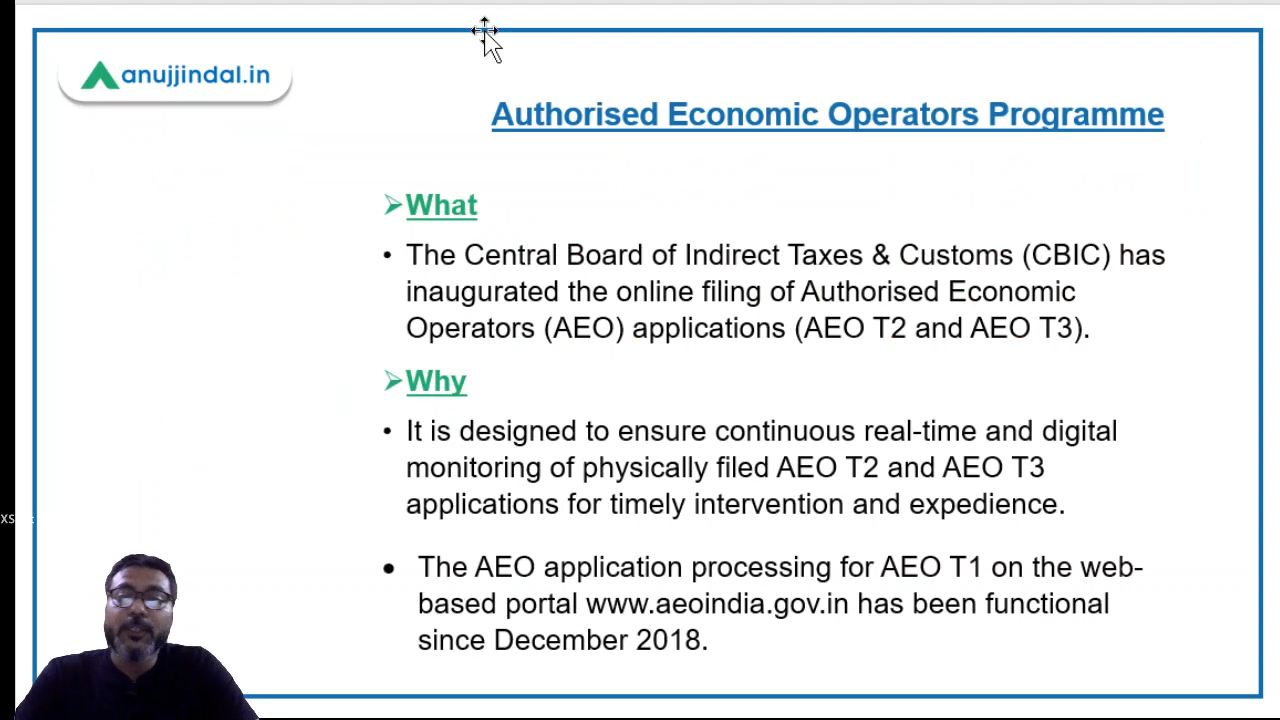 anujjindal.in
Authorised Economic Operators Programme
➢What
• The Central Board of Indirect Taxes & Customs (CBIC) has
inaugurated the online filing of Authorised Economic
Operators (AEO) applications (AEO T2 and AEO T3).
➢Why
• It is designed to ensure continuous real-time and digital
monitoring of physically filed AEO T2 and AEO T3
applications for timely intervention and expedience.
• The AEO application processing for AEO T1 on the web-
based portal www.aeoindia.gov.in has been functional
since December 2018.